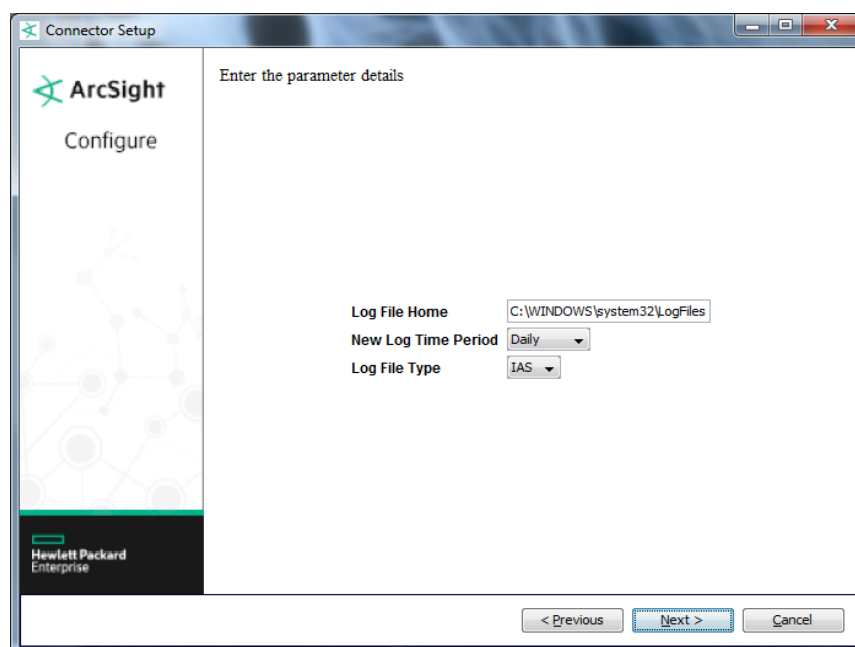 Connector Setup
ArcSight
Configure
Enter the parameter details
Log File Home C:\WINDOWS\system32\LogFiles
New Log Time Period Daily
Log File Type IAS
Hewlett Packard
Enterprise
< Previous Next > Cancel